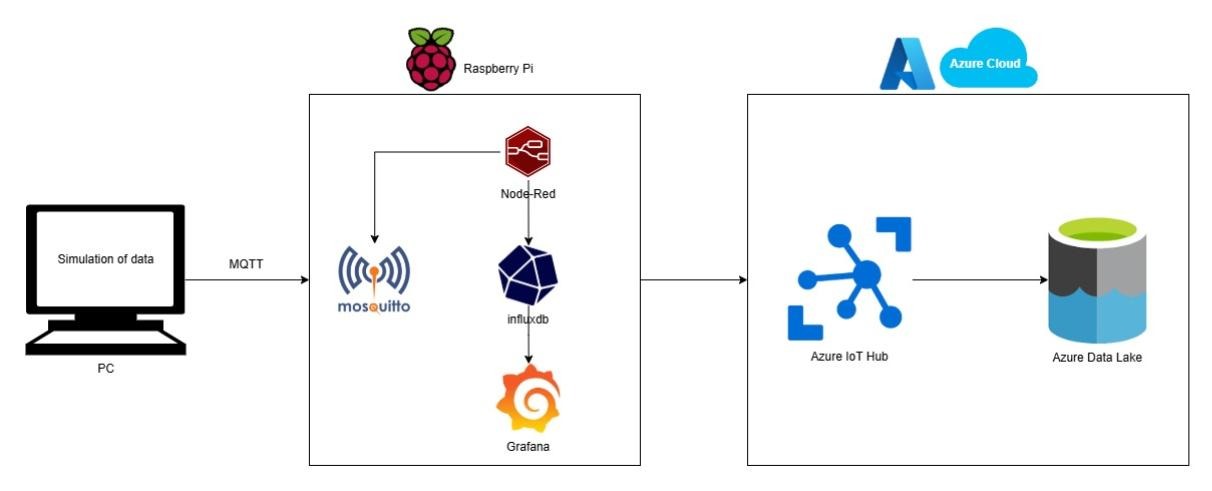 Raspberry Pi
Azure Cloud
Node-Red
Simulation of data
MQTT
mosquitto
influxdb
PC
Azure IoT Hub
Azure Data Lake
Grafana